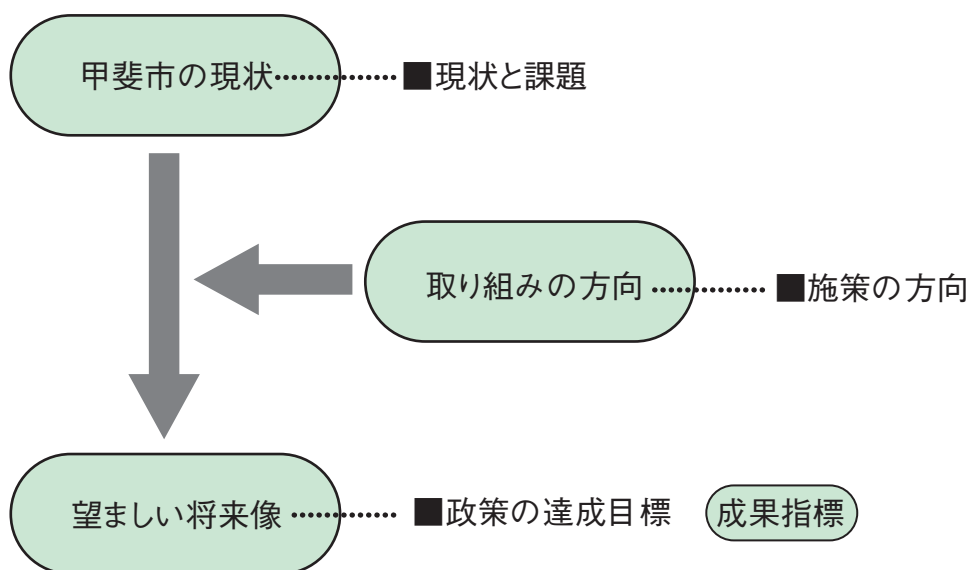 甲斐市の現状 ■現状と課題
取り組みの方向 ■施策の方向
望ましい将来像 ■政策の達成目標 成果指標